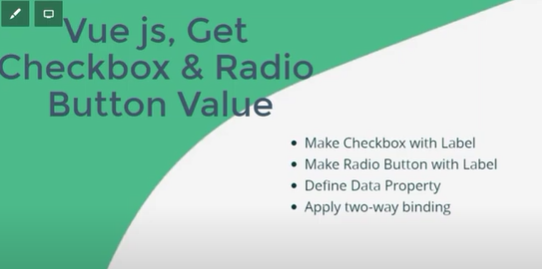 Vue js, Get
Checkbox & Radio
Button Value
Make Checkbox with Label
Make Radio Button with Label
Define Data Property
Apply two-way binding